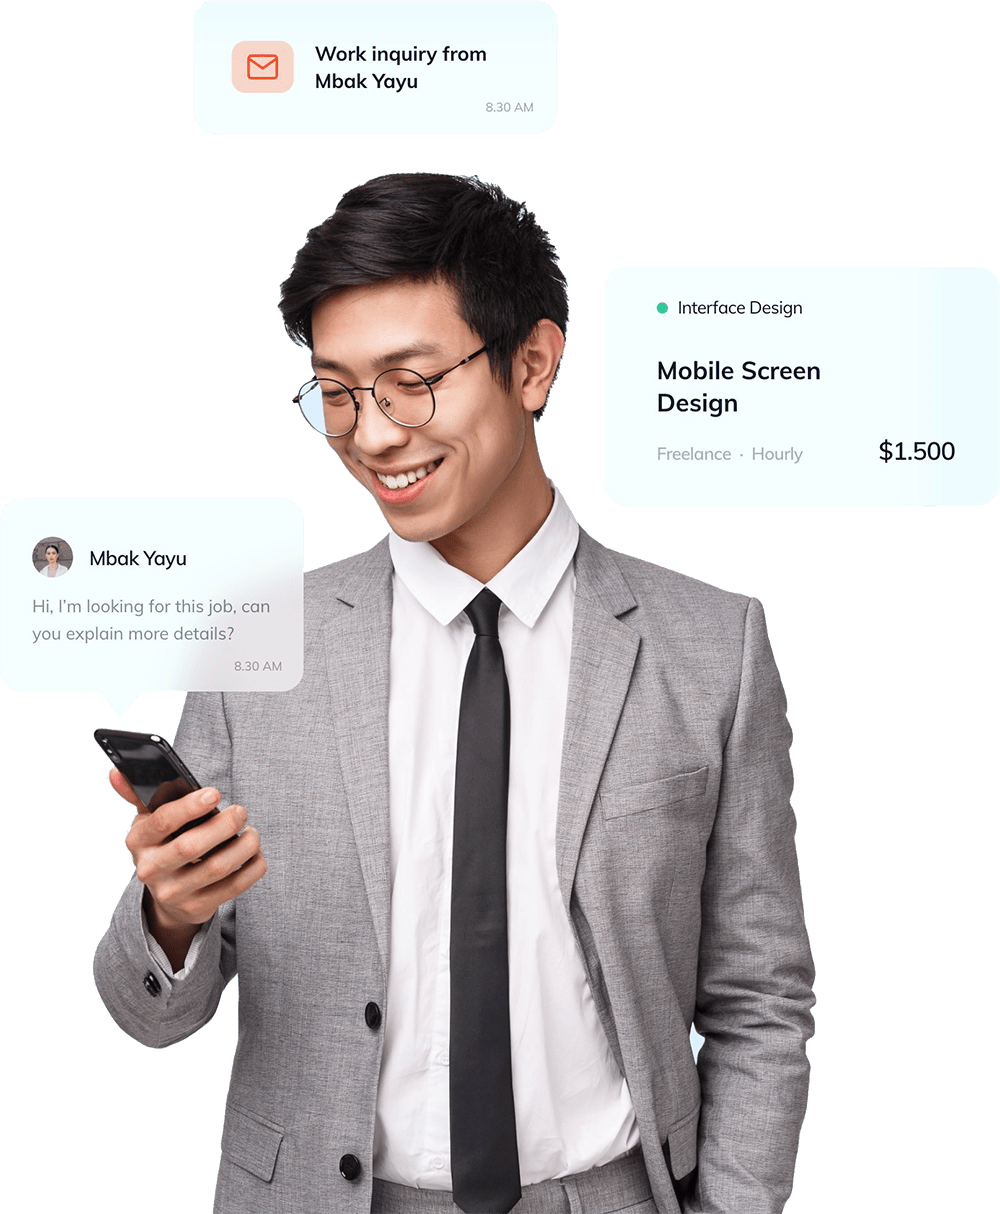 Work inquiry from
Mbak Yayu
8.30 AM
Interface Design
Mobile Screen
Design
Freelance · Hourly
$1.500
Mbak Yayu
Hi, I'm looking for this job, can
you explain more details?
8.30 AM